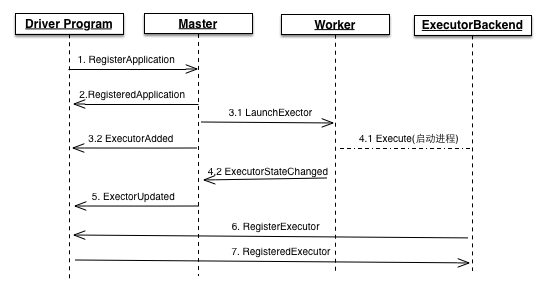 Driver Program
Master
Worker
ExecutorBackend
1. RegisterApplication
2.RegisteredApplication
3.1 LaunchExector
3.2 ExecutorAdded
4.1 Execute(启动进程)
4.2 ExecutorStateChanged
5. ExectorUpdated
6. RegisterExecutor
7. RegisteredExecutor